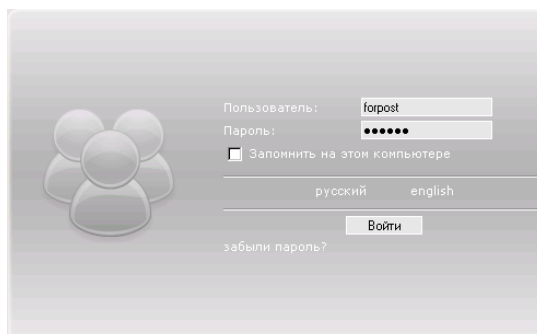 Пользователь: forpost
Пароль: ●●●●●●
Запомнить на этом компьютере
русский english
Войти
забыли пароль?